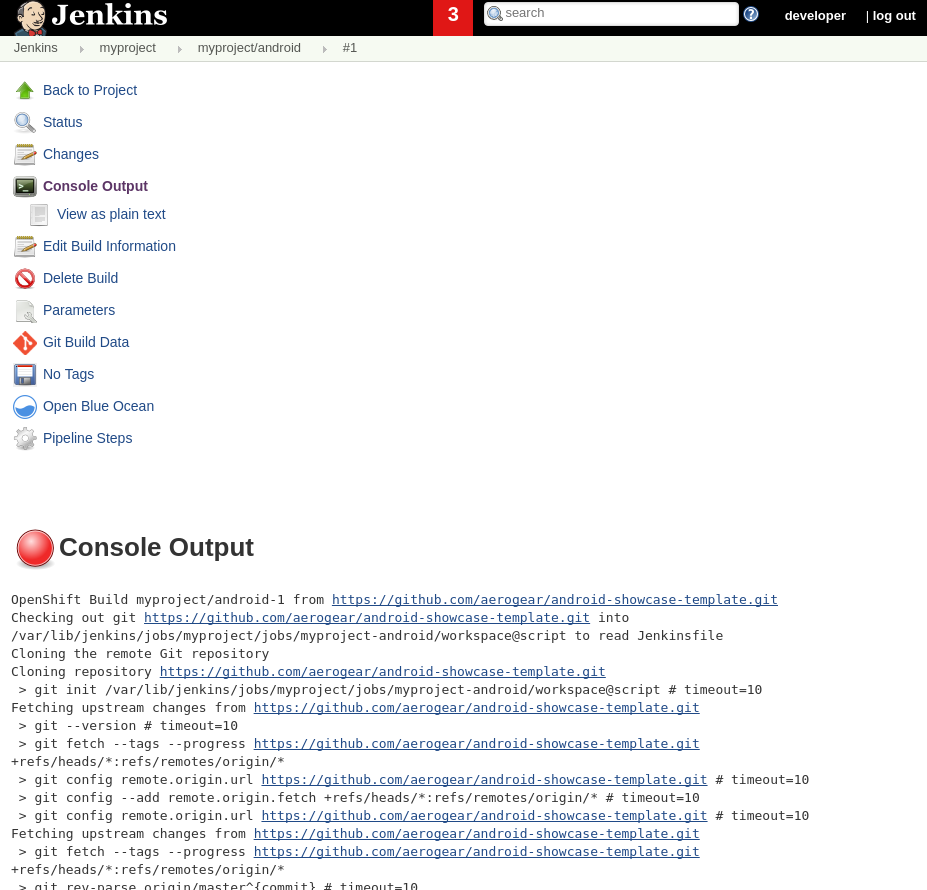 Jenkins
3
search
developer
| log out
Jenkins myproject myproject/android #1
Back to Project
Status
Changes
Console Output
View as plain text
Edit Build Information
Delete Build
Parameters
Git Build Data
No Tags
Open Blue Ocean
Pipeline Steps
Console Output
OpenShift Build myproject/android-1 from https://github.com/aerogear/android-showcase-template.git
Checking out git https://github.com/aerogear/android-showcase-template.git into
/var/lib/jenkins/jobs/myproject/jobs/myproject-android/workspace@script to read Jenkinsfile
Cloning the remote Git repository
Cloning repository https://github.com/aerogear/android-showcase-template.git
 > git init /var/lib/jenkins/jobs/myproject/jobs/myproject-android/workspace@script # timeout=10
Fetching upstream changes from https://github.com/aerogear/android-showcase-template.git
 > git --version # timeout=10
 > git fetch --tags --progress https://github.com/aerogear/android-showcase-template.git
+refs/heads/*:refs/remotes/origin/*
 > git config remote.origin.url https://github.com/aerogear/android-showcase-template.git # timeout=10
 > git config --add remote.origin.fetch +refs/heads/*:refs/remotes/origin/* # timeout=10
 > git config remote.origin.url https://github.com/aerogear/android-showcase-template.git # timeout=10
Fetching upstream changes from https://github.com/aerogear/android-showcase-template.git
 > git fetch --tags --progress https://github.com/aerogear/android-showcase-template.git
+refs/heads/*:refs/remotes/origin/*
 > git rev-parse origin/master^{commit} # timeout=10